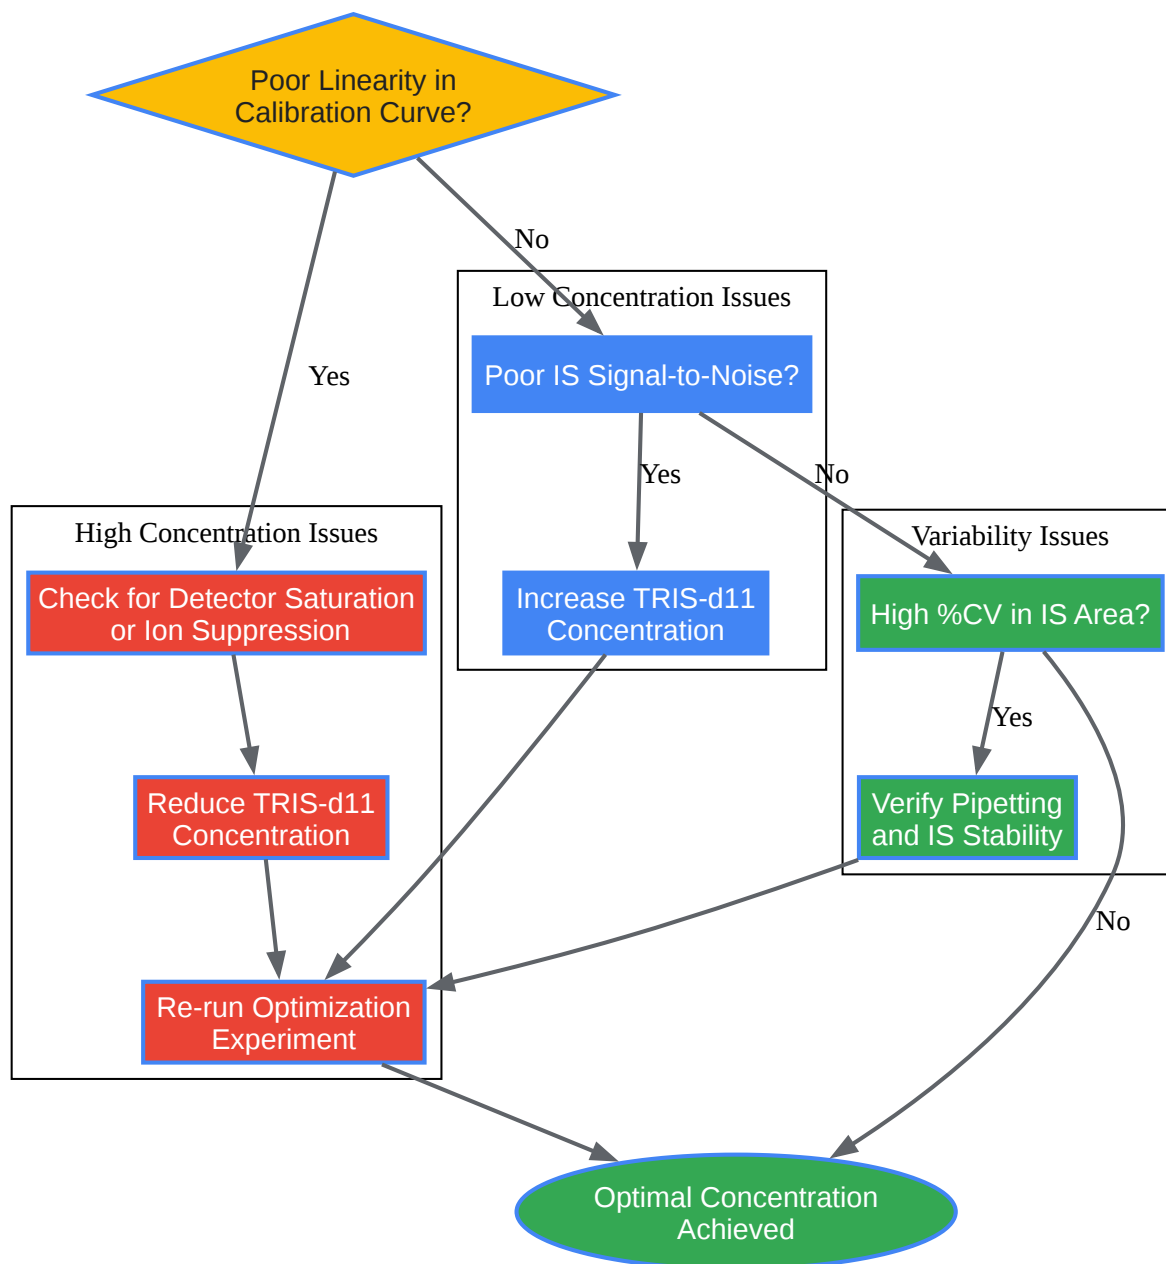 Poor Linearity in
Calibration Curve?
No
Low Concentration Issues
Poor IS Signal-to-Noise?
Yes
Yes
No
High Concentration Issues
Variability Issues
Check for Detector Saturation
or Ion Suppression
Increase TRIS-d11
Concentration
High %CV in IS Area?
Yes
Reduce TRIS-d11
Concentration
Verify Pipetting
and IS Stability
No
Re-run Optimization
Experiment
Optimal Concentration
Achieved